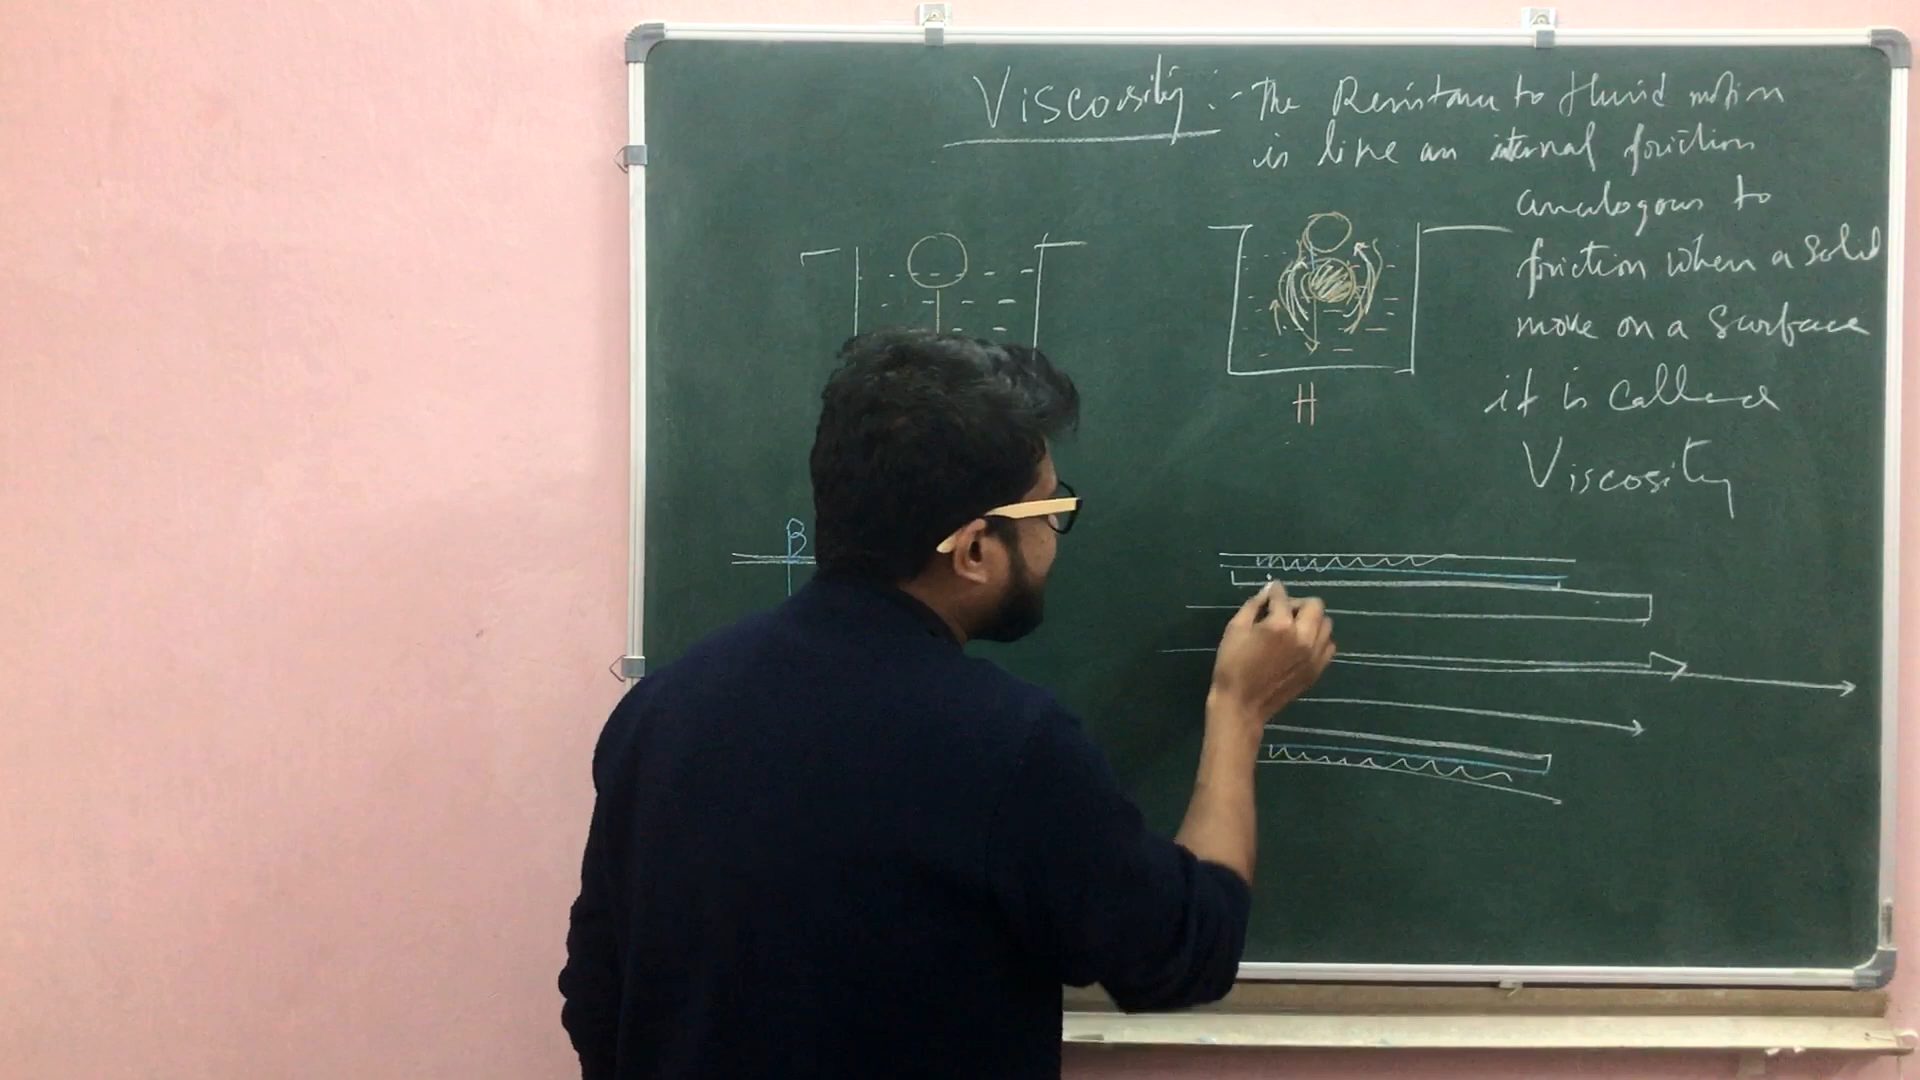 Viscosity :- The Resistance to fluid motion
is like an internal friction
analogous to
friction when a solid
move on a surface
it is called
Viscosity
H
B